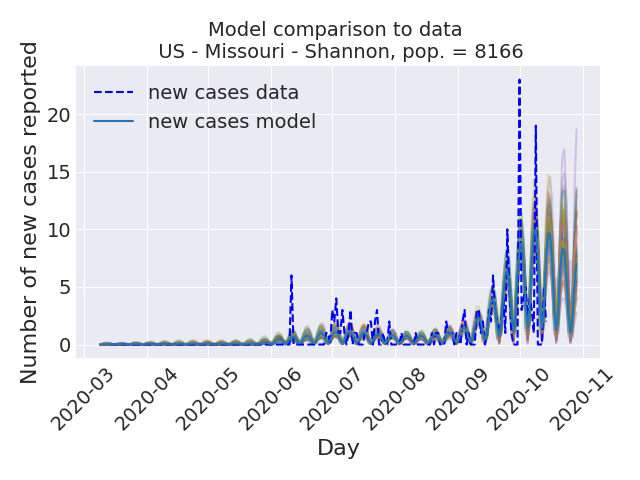 Model comparison to data
US - Missouri - Shannon, pop. = 8166
new cases data
new cases model
Number of new cases reported
20
15
10
5
0
2020-03
2020-04
2020-05
2020-06
2020-07
2020-08
2020-09
2020-10
2020-11
Day